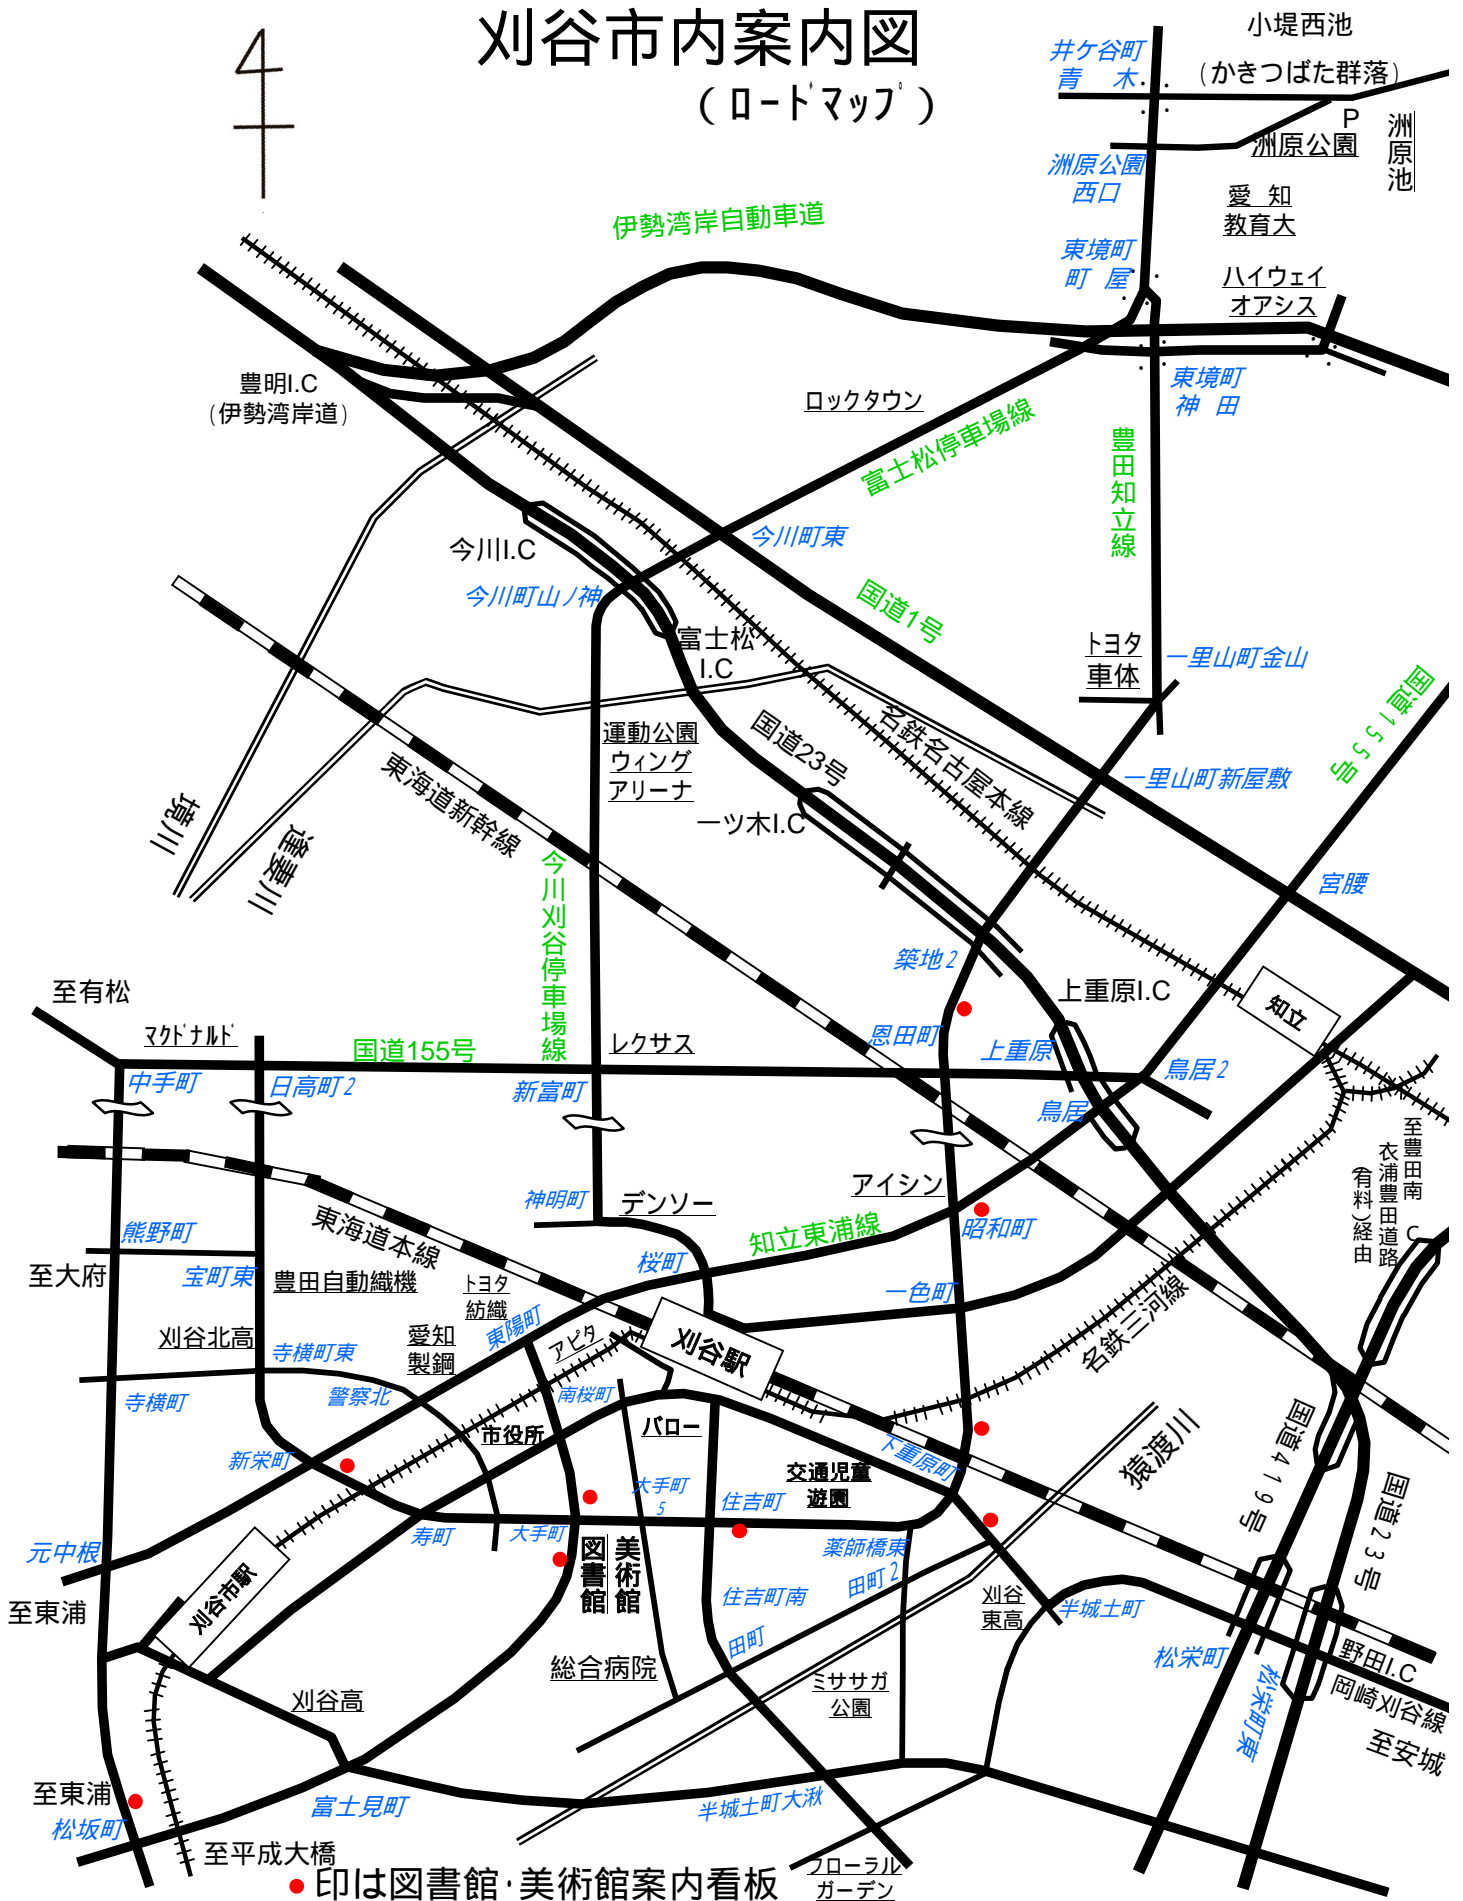 刈谷市内案内図
（ロードマップ）
小堤西池
（かきつばた群落）
井ケ谷町
青　木
P
洲原公園
洲原池
洲原公園
西口
愛　知
教育大
伊勢湾岸自動車道
東境町
町　屋
ハイウェイ
オアシス
豊明I.C
（伊勢湾岸道）
ロックタウン
東境町
神　田
富士松停車場線
豊田知立線
今川町東
今川I.C
今川町山ノ神
国道1号
富士松
I.C
トヨタ
車体
一里山町金山
国道155号
運動公園
ウィング
アリーナ
国道23号
名鉄名古屋本線
一里山町新屋敷
東海道新幹線
境川
逢妻川
一ツ木I.C
今川刈谷停車場線
宮腰
築地2
至有松
上重原I.C
知立
マクドナルド
国道155号
レクサス
恩田町
上重原
中手町
日高町2
新富町
鳥居2
鳥居
至豊田南I.C
衣浦豊田道路
(有料)経由
アイシン
神明町
デンソー
熊野町
東海道本線
知立東浦線
昭和町
至大府
宝町東
豊田自動織機
トヨタ
紡織
桜町
一色町
名鉄三河線
刈谷北高
寺横町東
愛知
製鋼
東陽町
アピタ
刈谷駅
寺横町
警察北
南桜町
市役所
バロー
新栄町
大手町
5
住吉町
交通児童
遊園
下重原町
猿渡川
国道419号
国道23号
元中根
寿町
大手町
図書館
美術館
薬師橋東
田町2
至東浦
刈谷市駅
住吉町南
刈谷
東高
半城土町
田町
総合病院
松栄町
野田I.C
岡崎刈谷線
至安城
松栄町東
刈谷高
ミササガ
公園
至東浦
松坂町
富士見町
半城土町大湫
至平成大橋
フローラル
ガーデン
●印は図書館・美術館案内看板